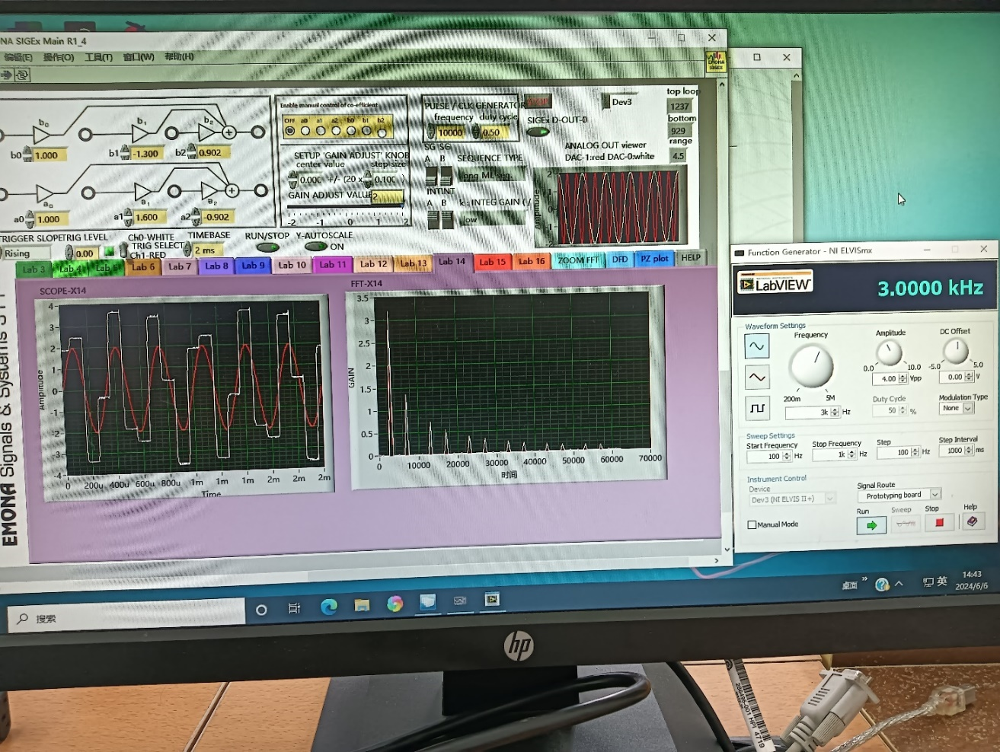 NA SIGEx Main R1_4
编辑(E) 操作(O) 工具(T) 窗口(W) 帮助(H)
b0 b1 b2
b0 1.000 b1 -1.300 b2 0.902
a0 a1 a2
a0 1.000 a1 1.600 a2 -0.902
Enable manual control of co-efficient
OFF a0 a1 a2 b0 b1 b2
SETUP 'GAIN ADJUST' KNOB
center value step size
0.000 +/- (20 x 0.100 )
GAIN ADJUST VALUE 2
-2 -1 0 1 2
PULSE / CLK GENERATOR
frequency duty cycle
10000 0.50
SG SG
A B SEQUENCE TYPE
long ML seq.
INT INT
A B k : INTEG GAIN (/
low
SIGEx D-OUT-0
Dev3
top loop
1237
bottom
929
range
4.5
ANALOG OUT viewer
DAC-1:red DAC-0:white
Amplitude
TRIGGER SLOPE TRIG LEVEL
Rising 0.00
Ch0-WHITE
TRIG SELECT
Ch1-RED
TIMEBASE
2 ms
RUN/STOP Y-AUTOSCALE
ON
Lab 3 Lab 4 Lab 5 Lab 6 Lab 7 Lab 8 Lab 9 Lab 10 Lab 11 Lab 12 Lab 13 Lab 14 Lab 15 Lab 16 ZOOM FFT DFD PZ plot HELP
EMONA Signals & Systems
SCOPE-X14
Amplitude
4
3
2
1
0
-1
-2
-3
-4
0 200u 400u 600u 800u 1m 1m 1m 2m 2m 2m
Time
FFT-X14
GAIN
3.5
3
2.5
2
1.5
1
0.5
0
0 10000 20000 30000 40000 50000 60000 70000
时间
Function Generator - NI ELVISmx
LabVIEW
3.0000 kHz
Waveform Settings
Frequency
200m 5M
3k Hz
Amplitude
0.0 10.0
4.00 Vpp
DC Offset
-5.0 5.0
0.00 V
Duty Cycle
50 %
Modulation Type
None
Sweep Settings
Start Frequency
100 Hz
Stop Frequency
1k Hz
Step
100 Hz
Step Interval
1000 ms
Instrument Control
Device
Dev3 (NI ELVIS II+)
Signal Route
Prototyping board
Manual Mode
Run Sweep Stop Help
搜索
桌面
英
14:43
2024/6/6
hp